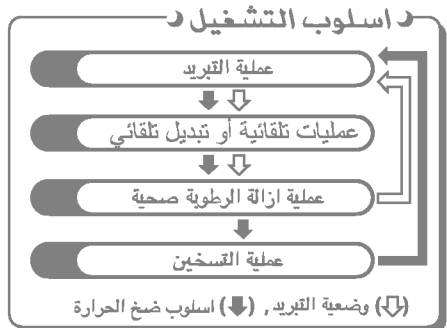 اسلوب التشغيل
عملية التبريد
عمليات تلقائية أو تبديل تلقائي
عملية ازالة الرطوبة صحية
عملية التسخين
(⇩) وضعية التبريد , (⬇) اسلوب ضخ الحرارة